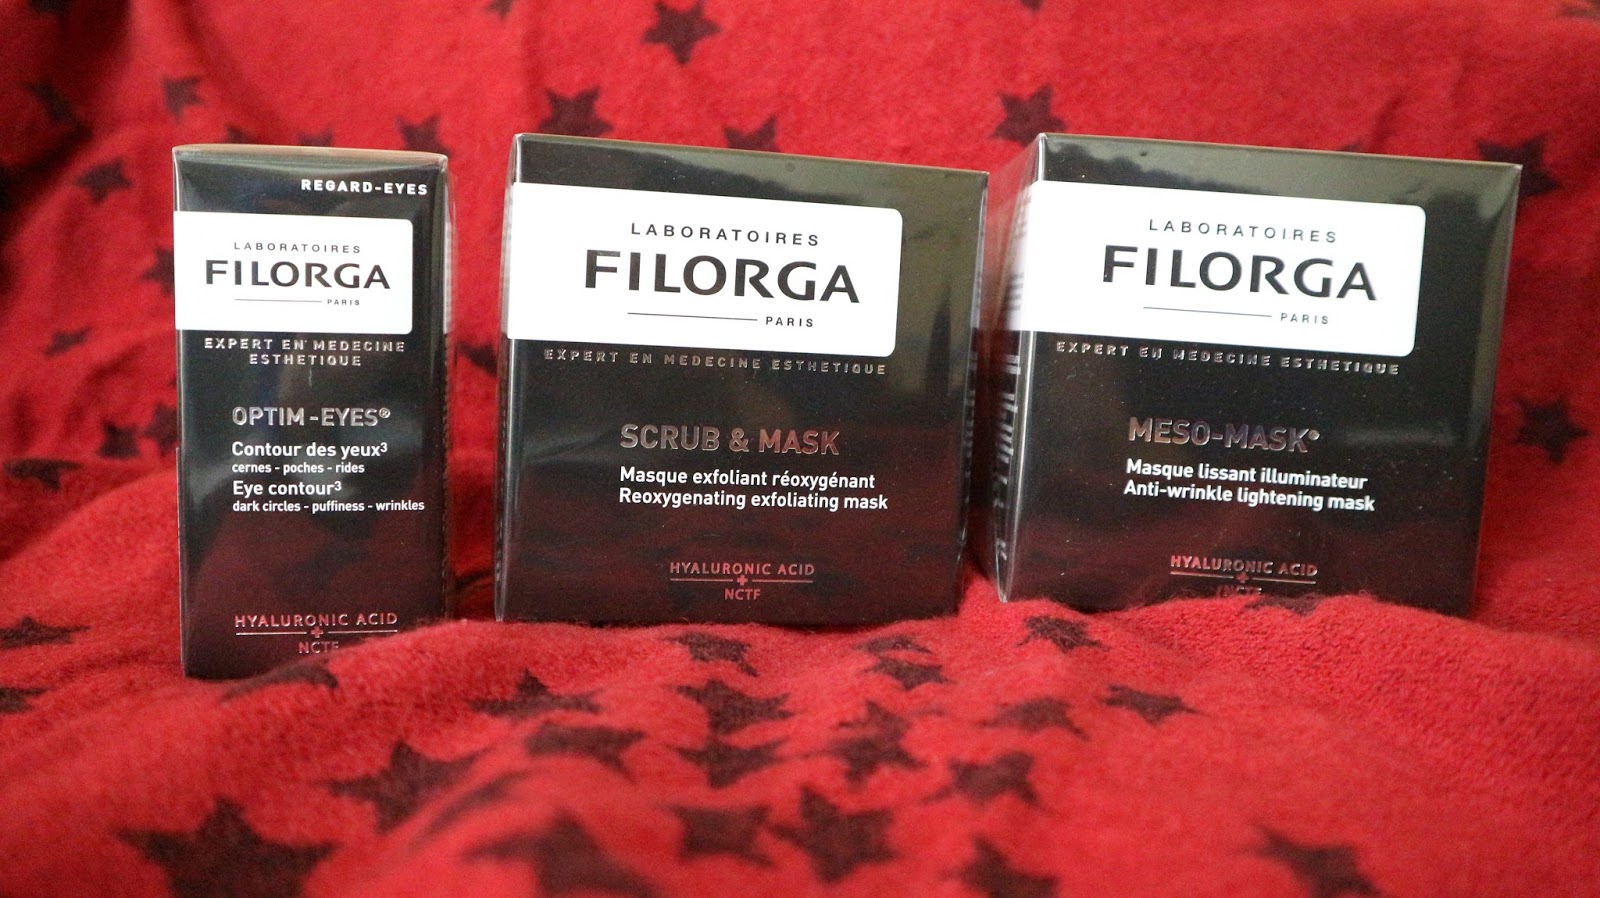 REGARD-EYES
LABORATOIRES
FILORGA
PARIS
EXPERT EN MEDECINE
ESTHETIQUE
OPTIM-EYES®
Contour des yeux³
cernes - poches - rides
Eye contour³
dark circles - puffiness - wrinkles
HYALURONIC ACID
+
NCTF
LABORATOIRES
FILORGA
PARIS
EXPERT EN MEDECINE ESTHETIQUE
SCRUB & MASK
Masque exfoliant réoxygénant
Reoxygenating exfoliating mask
HYALURONIC ACID
+
NCTF
LABORATOIRES
FILORGA
PARIS
EXPERT EN MEDECINE ESTHETIQUE
MESO-MASK®
Masque lissant illuminateur
Anti-wrinkle lightening mask
HYALURONIC ACID
+
NCTF